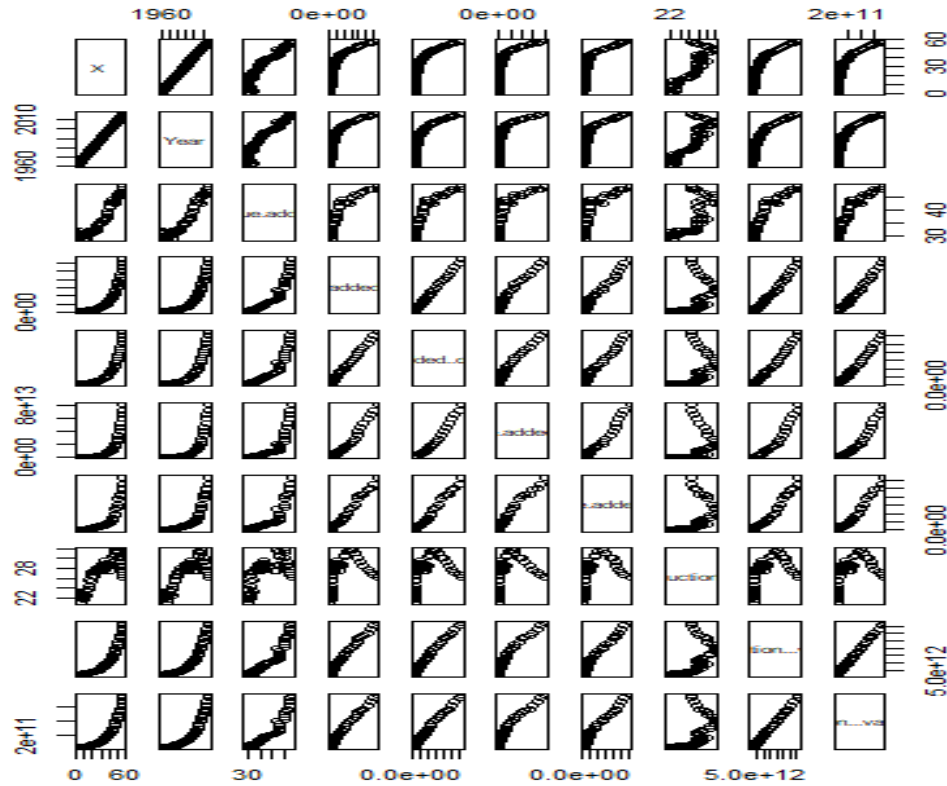 1960 0e+00 0e+00 22 2e+11
X
0 30 60
Year
1960 2010
ue.adc
30 40
added
0e+00
ded..c
0.0e+00
.adde
0e+00 8e+13
e.adde
0.0e+00
uction
22 28
tion...
5.0e+12
n...va
2e+11
0 60 30 0.0e+00 0.0e+00 5.0e+12